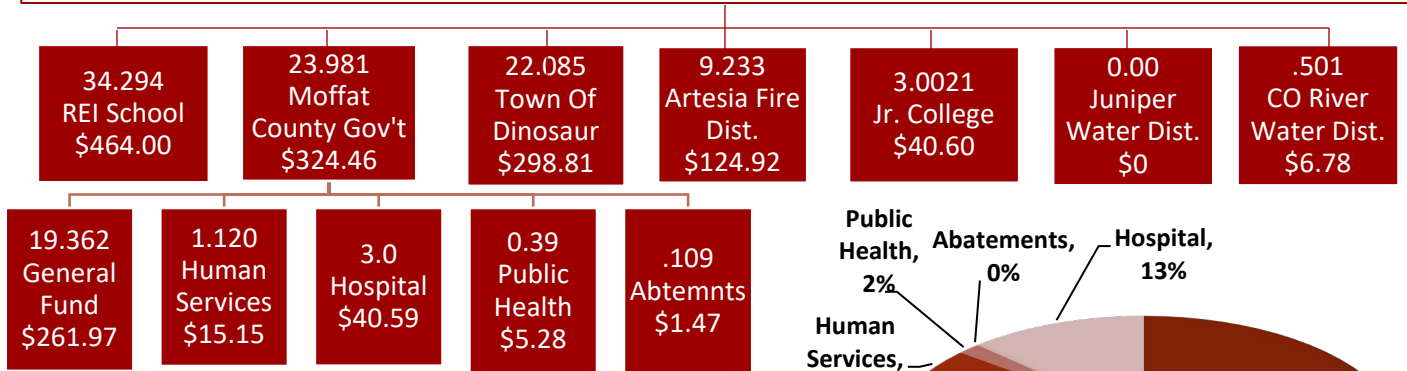 34.294
REI School
$464.00
23.981
Moffat
County Gov't
$324.46
22.085
Town Of
Dinosaur
$298.81
9.233
Artesia Fire
Dist.
$124.92
3.0021
Jr. College
$40.60
0.00
Juniper
Water Dist.
$0
.501
CO River
Water Dist.
$6.78
19.362
General
Fund
$261.97
1.120
Human
Services
$15.15
3.0
Hospital
$40.59
0.39
Public
Health
$5.28
.109
Abtemnts
$1.47
Public
Health,
2%
Abatements,
0%
Hospital,
13%
Human
Services,